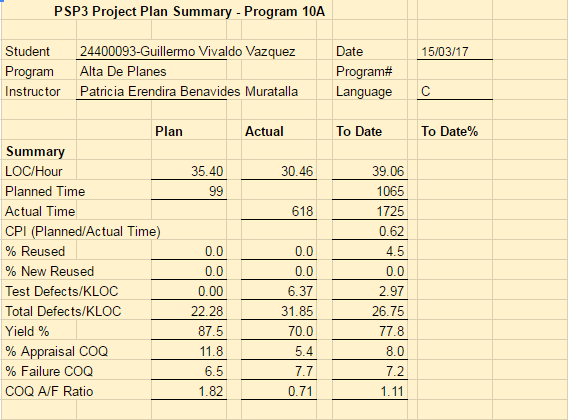 PSP3 Project Plan Summary - Program 10A
Student 24400093-Guillermo Vivaldo Vazquez Date 15/03/17
Program Alta De Planes Program#
Instructor Patricia Erendira Benavides Muratalla Language C
Plan Actual To Date To Date%
Summary
LOC/Hour 35.40 30.46 39.06
Planned Time 99 1065
Actual Time 618 1725
CPI (Planned/Actual Time) 0.62
% Reused 0.0 0.0 4.5
% New Reused 0.0 0.0 0.0
Test Defects/KLOC 0.00 6.37 2.97
Total Defects/KLOC 22.28 31.85 26.75
Yield % 87.5 70.0 77.8
% Appraisal COQ 11.8 5.4 8.0
% Failure COQ 6.5 7.7 7.2
COQ A/F Ratio 1.82 0.71 1.11